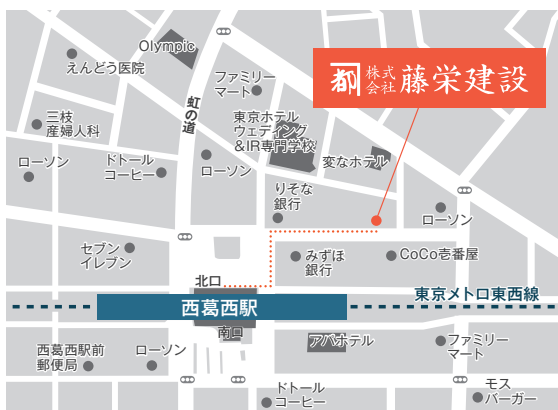 Olympic
えんどう医院
ファミリー
マート
都 株式会社 藤栄建設
虹の道
三枝
産婦人科
東京ホテル
ウェディング
&IR専門学校
変なホテル
ローソン
ドトール
コーヒー
ローソン
りそな
銀行
ローソン
セブン
イレブン
みずほ
銀行
CoCo壱番屋
北口
東京メトロ東西線
西葛西駅
南口
アパホテル
ファミリー
マート
西葛西駅前
郵便局
ローソン
ドトール
コーヒー
モス
バーガー